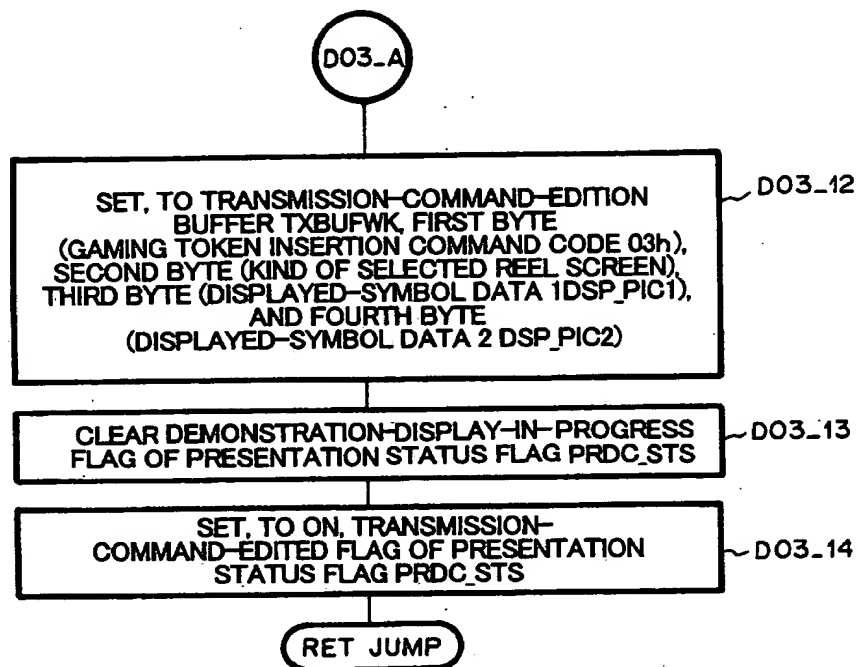 D03_A
SET, TO TRANSMISSION-COMMAND-EDITION
BUFFER TXBUFWK, FIRST BYTE
(GAMING TOKEN INSERTION COMMAND CODE 03h),
SECOND BYTE (KIND OF SELECTED REEL SCREEN),
THIRD BYTE (DISPLAYED-SYMBOL DATA 1DSP_PIC1),
AND FOURTH BYTE
(DISPLAYED-SYMBOL DATA 2 DSP_PIC2)
D03_12
CLEAR DEMONSTRATION-DISPLAY-IN-PROGRESS
FLAG OF PRESENTATION STATUS FLAG PRDC_STS
D03_13
SET, TO ON, TRANSMISSION-
COMMAND-EDITED FLAG OF PRESENTATION
STATUS FLAG PRDC_STS
D03_14
RET JUMP